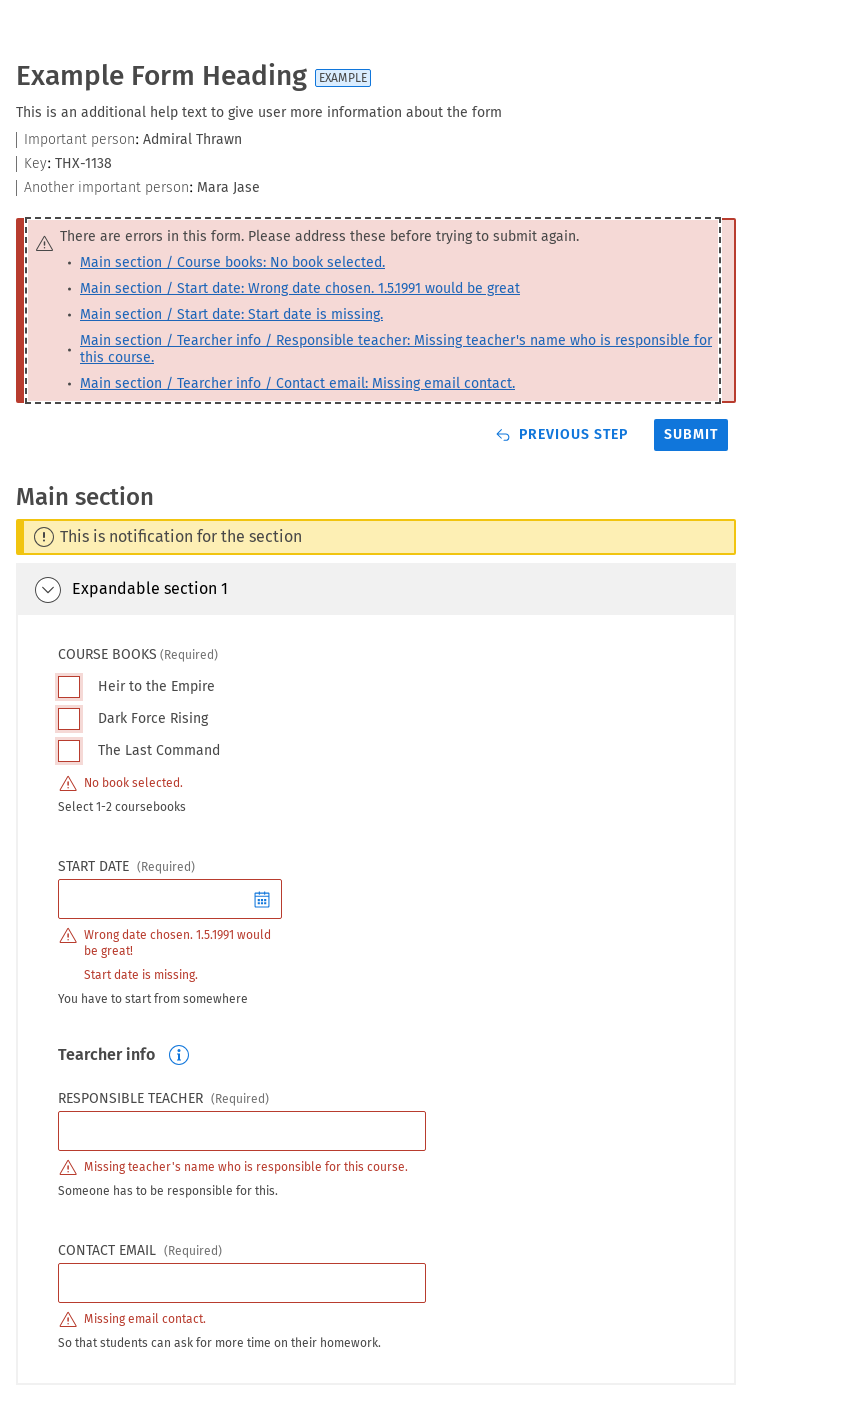 Example Form Heading EXAMPLE
This is an additional help text to give user more information about the form
Important person: Admiral Thrawn
Key: THX-1138
Another important person: Mara Jase
There are errors in this form. Please address these before trying to submit again.
• Main section / Course books: No book selected.
• Main section / Start date: Wrong date chosen. 1.5.1991 would be great
• Main section / Start date: Start date is missing.
• Main section / Tearcher info / Responsible teacher: Missing teacher's name who is responsible for
this course.
• Main section / Tearcher info / Contact email: Missing email contact.
PREVIOUS STEP SUBMIT
Main section
This is notification for the section
Expandable section 1
COURSE BOOKS (Required)
Heir to the Empire
Dark Force Rising
The Last Command
No book selected.
Select 1-2 coursebooks
START DATE (Required)
Wrong date chosen. 1.5.1991 would
be great!
Start date is missing.
You have to start from somewhere
Tearcher info
RESPONSIBLE TEACHER (Required)
Missing teacher's name who is responsible for this course.
Someone has to be responsible for this.
CONTACT EMAIL (Required)
Missing email contact.
So that students can ask for more time on their homework.